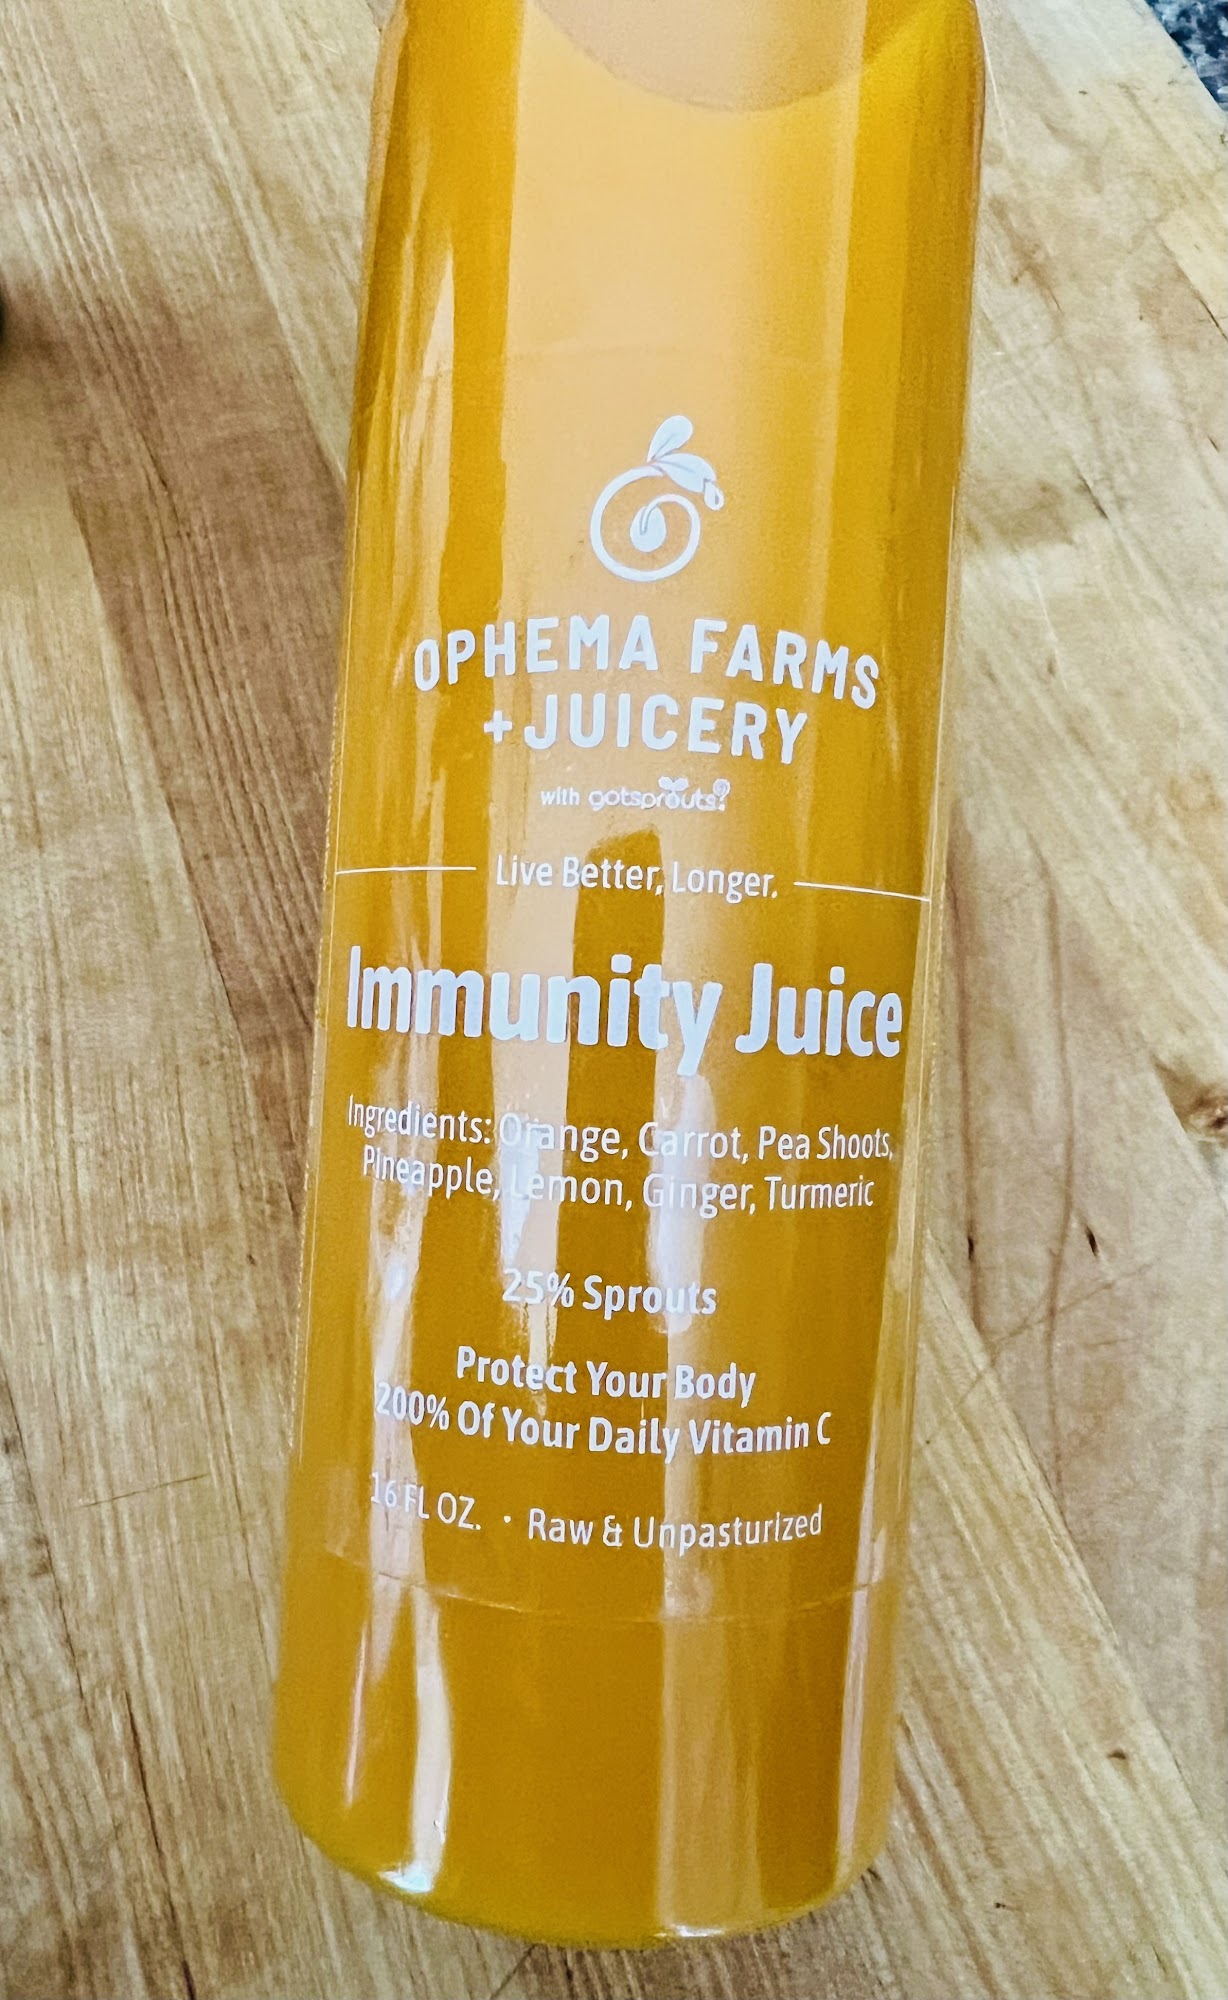 OPHEMA FARMS
+ JUICERY
with gotsprouts?
Live Better, Longer.
Immunity Juice
Ingredients: Orange, Carrot, Pea Shoots,
Pineapple, Lemon, Ginger, Turmeric
25% Sprouts
Protect Your Body
200% Of Your Daily Vitamin C
16 FL OZ. · Raw & Unpasturized